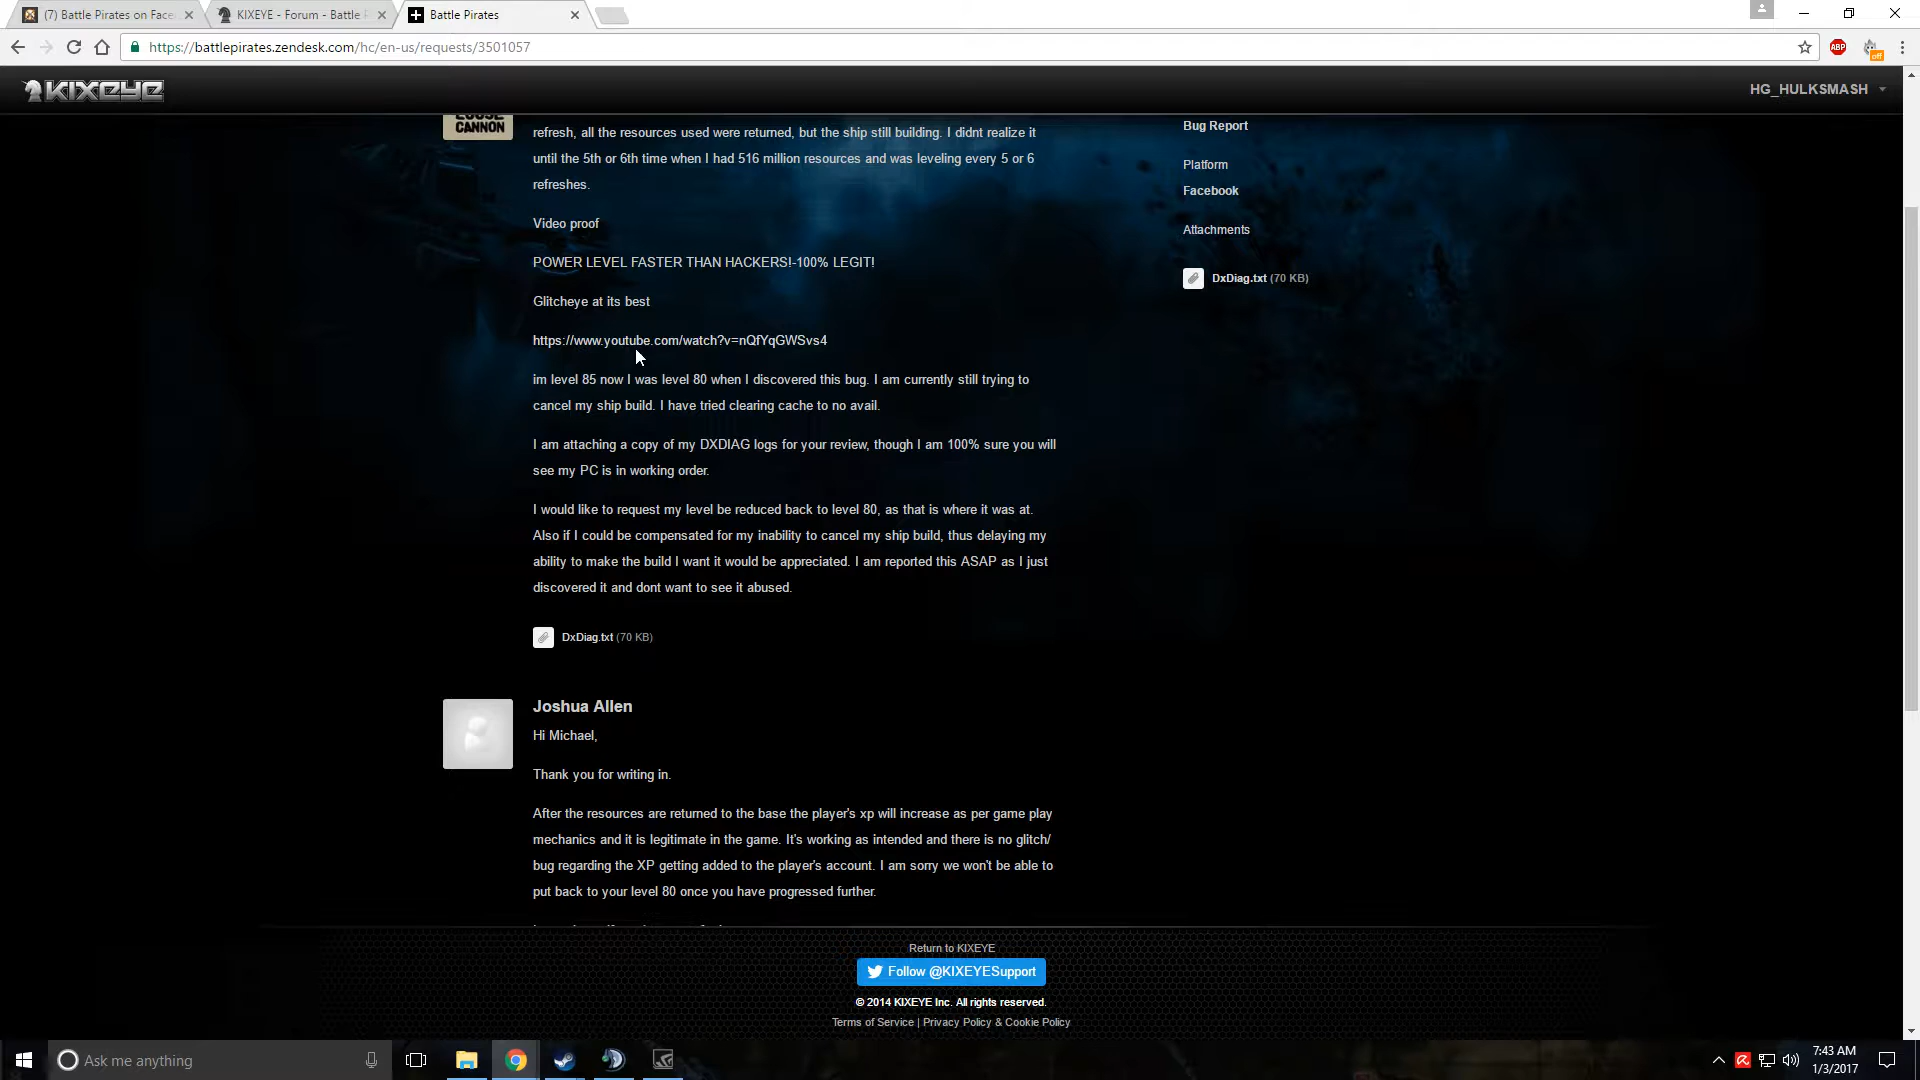 (7) Battle Pirates on Face
KIXEYE - Forum - Battle P
Battle Pirates
https://battlepirates.zendesk.com/hc/en-us/requests/3501057
ABP
off
KIXEYE
HG_HULKSMASH
CANNON
refresh, all the resources used were returned, but the ship still building. I didnt realize it
until the 5th or 6th time when I had 516 million resources and was leveling every 5 or 6
refreshes.
Video proof
POWER LEVEL FASTER THAN HACKERS!-100% LEGIT!
Glitcheye at its best
https://www.youtube.com/watch?v=nQfYqGWSvs4
im level 85 now I was level 80 when I discovered this bug. I am currently still trying to
cancel my ship build. I have tried clearing cache to no avail.
I am attaching a copy of my DXDIAG logs for your review, though I am 100% sure you will
see my PC is in working order.
I would like to request my level be reduced back to level 80, as that is where it was at.
Also if I could be compensated for my inability to cancel my ship build, thus delaying my
ability to make the build I want it would be appreciated. I am reported this ASAP as I just
discovered it and dont want to see it abused.
DxDiag.txt (70 KB)
Bug Report
Platform
Facebook
Attachments
DxDiag.txt (70 KB)
Joshua Allen
Hi Michael,
Thank you for writing in.
After the resources are returned to the base the player's xp will increase as per game play
mechanics and it is legitimate in the game. It's working as intended and there is no glitch/
bug regarding the XP getting added to the player's account. I am sorry we won't be able to
put back to your level 80 once you have progressed further.
Return to KIXEYE
Follow @KIXEYESupport
© 2014 KIXEYE Inc. All rights reserved.
Terms of Service | Privacy Policy & Cookie Policy
Ask me anything
7:43 AM
1/3/2017